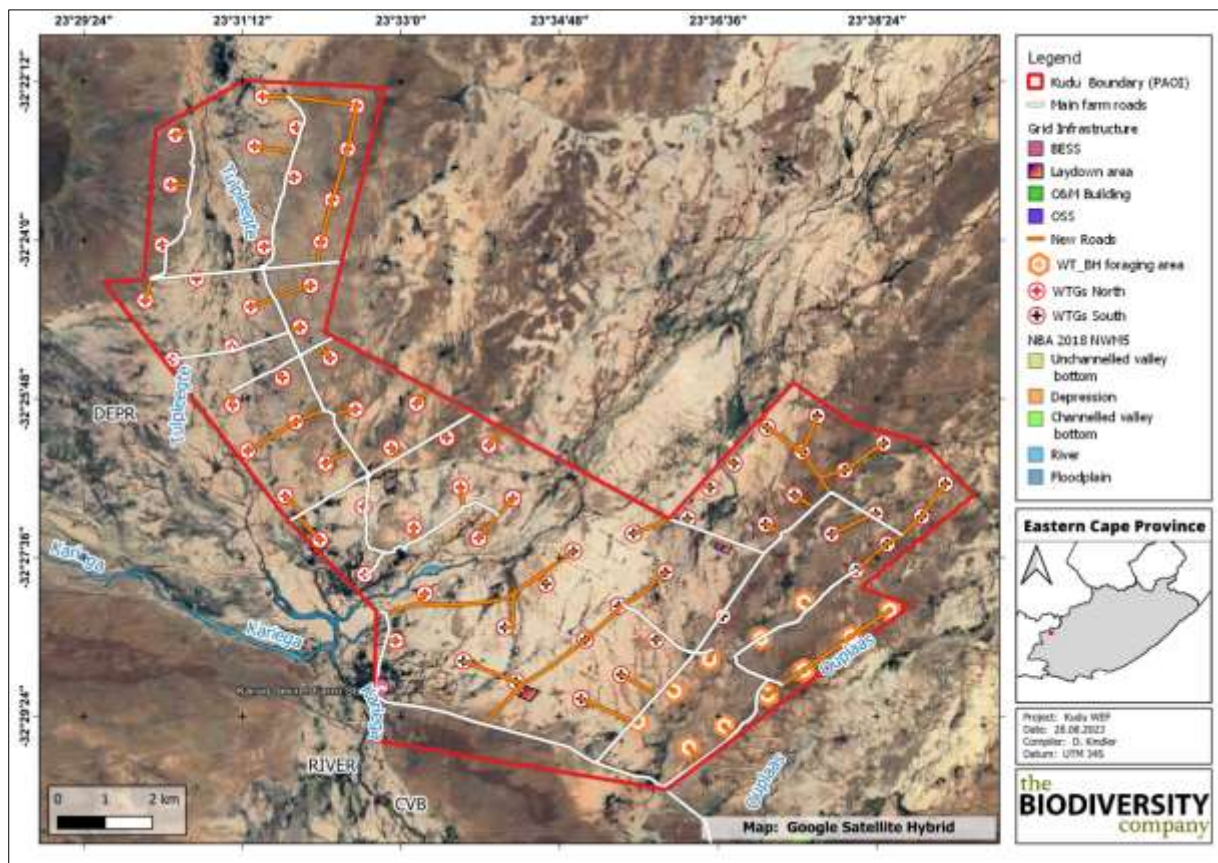 23°29'24" 23°31'12" 23°33'0" 23°34'48" 23°36'36" 23°38'24"
-32°22'12"
-32°24'0"
-32°25'48"
-32°27'36"
-32°29'24"
Tulpleegte
Tulpleegte
DEPR
Kariega
Kariega
Kariega
Ouplaas
Ouplaas
RIVER
CVB
0 1 2 km
Map: Google Satellite Hybrid
Legend
Kudu Boundary (PAOI)
Main farm roads
Grid Infrastructure
BESS
Laydown area
O&M Building
OSS
New Roads
WT_BH foraging area
WTGs North
WTGs South
NBA 2018 NWM5
Unchannelled valley
bottom
Depression
Channelled valley
bottom
River
Floodplain
Eastern Cape Province
Project: Kudu WEF
Date: 28.08.2023
Compiler: D. Kindler
Datum: UTM 34S
the
BIODIVERSITY
company